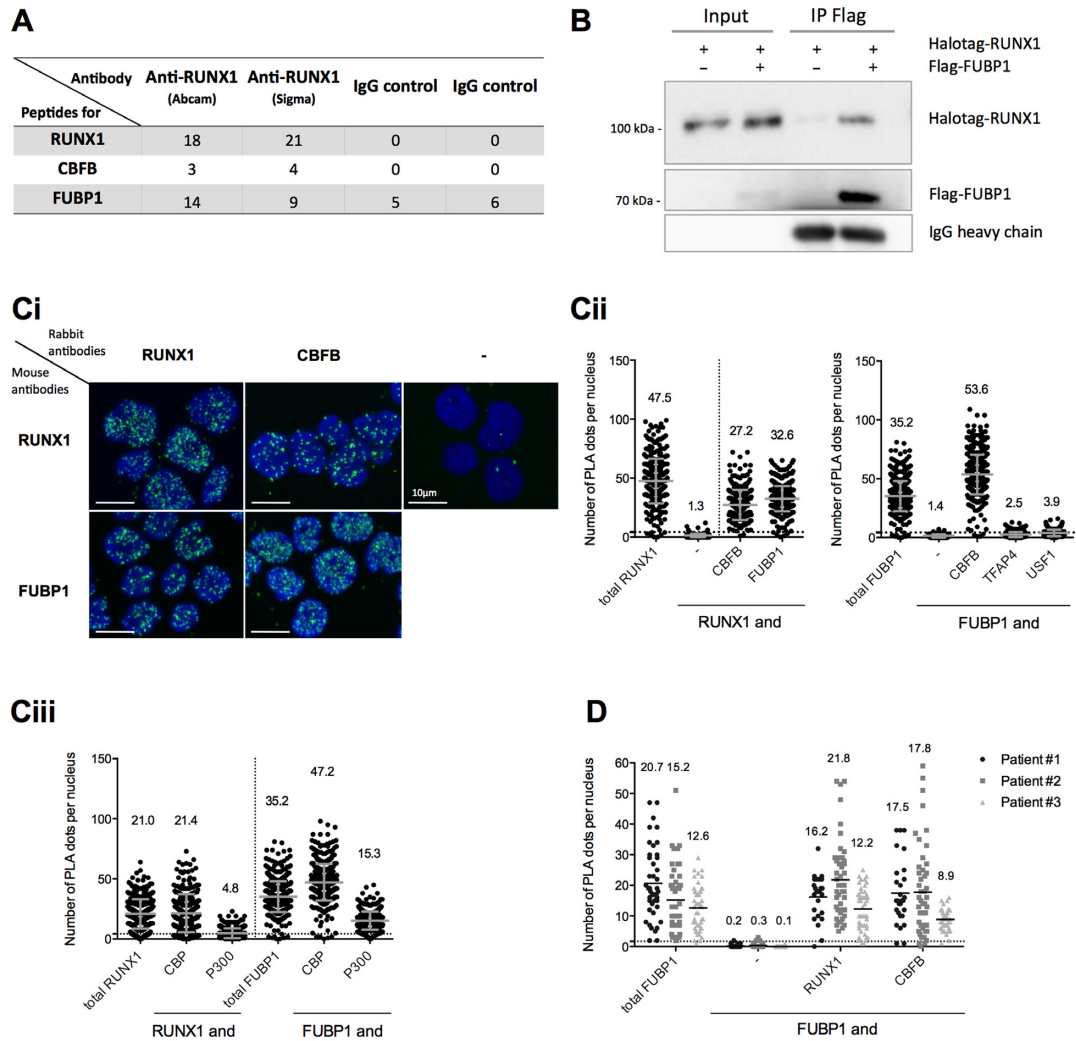 A
Antibody
Peptides for
Anti-RUNX1 (Abcam)
Anti-RUNX1 (Sigma)
IgG control
IgG control
RUNX1 18 21 0 0
CBFB 3 4 0 0
FUBP1 14 9 5 6
B
Input IP Flag
+ + + + Halotag-RUNX1
– + – + Flag-FUBP1
100 kDa - Halotag-RUNX1
70 kDa - Flag-FUBP1
IgG heavy chain
Ci
Rabbit antibodies
Mouse antibodies
RUNX1 CBFB -
RUNX1
10µm
FUBP1
Cii
Number of PLA dots per nucleus
150
100
50
0
47.5
1.3
27.2
32.6
total RUNX1
-
CBFB
FUBP1
RUNX1 and
Number of PLA dots per nucleus
150
100
50
0
35.2
1.4
53.6
2.5
3.9
total FUBP1
-
CBFB
TFAP4
USF1
FUBP1 and
Ciii
Number of PLA dots per nucleus
150
100
50
0
21.0
21.4
4.8
35.2
47.2
15.3
total RUNX1
CBP
P300
total FUBP1
CBP
P300
RUNX1 and
FUBP1 and
D
Number of PLA dots per nucleus
60
50
40
30
20
10
0
20.7 15.2
12.6
0.2 0.3 0.1
16.2
21.8
12.2
17.5
17.8
8.9
Patient #1
Patient #2
Patient #3
total FUBP1
-
RUNX1
CBFB
FUBP1 and